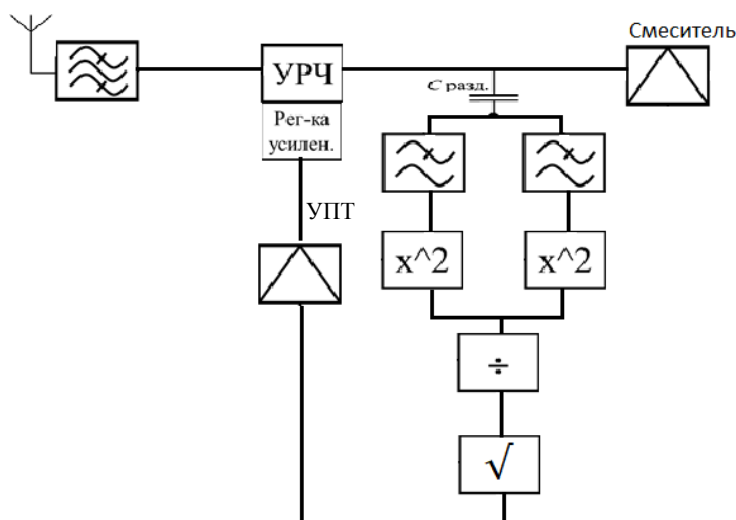 Смеситель
УРЧ
С разд.
Рег-ка
усилен.
УПТ
x^2
x^2
÷
√